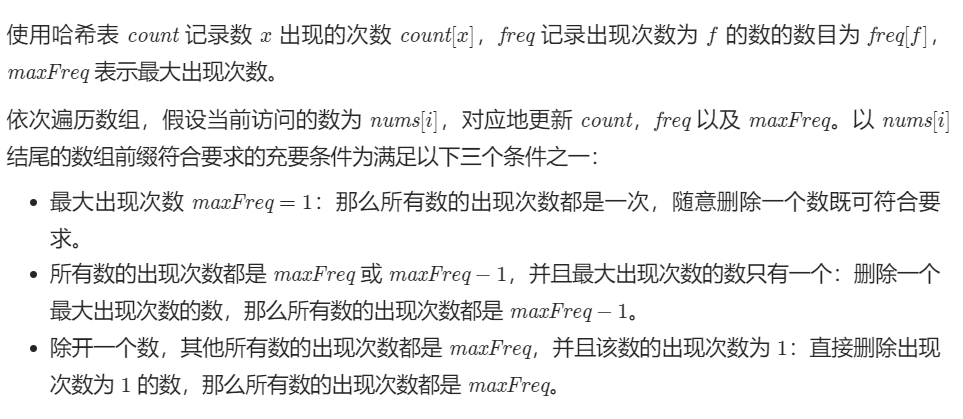 使用哈希表 count 记录数 x 出现的次数 count[x]，freq 记录出现次数为 f 的数的数目为 freq[f]，
maxFreq 表示最大出现次数。
依次遍历数组，假设当前访问的数为 nums[i]，对应地更新 count，freq 以及 maxFreq。以 nums[i]
结尾的数组前缀符合要求的充要条件为满足以下三个条件之一：
• 最大出现次数 maxFreq = 1：那么所有数的出现次数都是一次，随意删除一个数既可符合要
求。
• 所有数的出现次数都是 maxFreq 或 maxFreq − 1，并且最大出现次数的数只有一个：删除一个
最大出现次数的数，那么所有数的出现次数都是 maxFreq − 1。
• 除开一个数，其他所有数的出现次数都是 maxFreq，并且该数的出现次数为 1：直接删除出现
次数为 1 的数，那么所有数的出现次数都是 maxFreq。